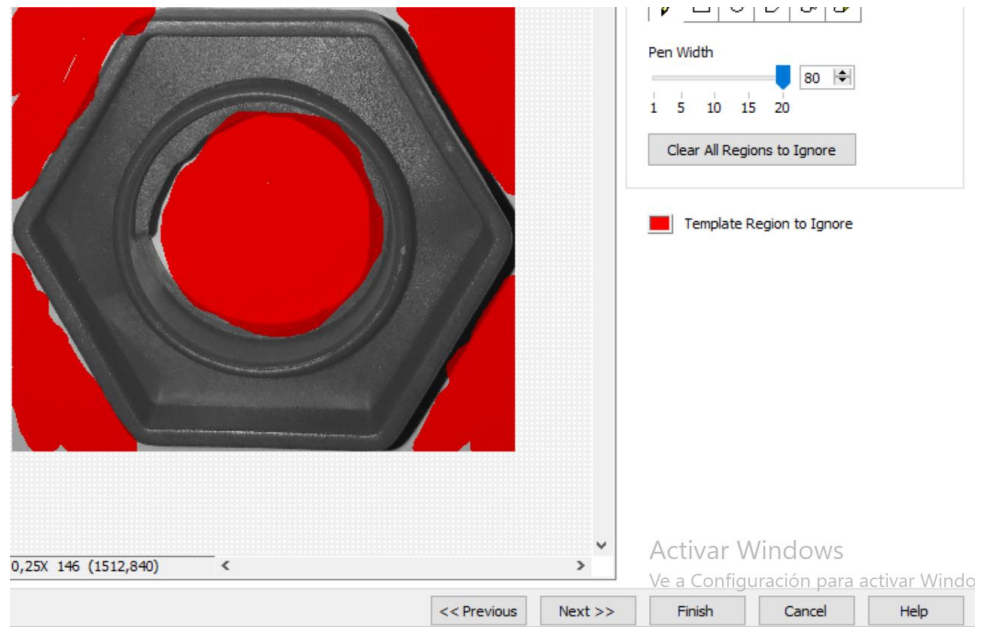 Pen Width
80
1 5 10 15 20
Clear All Regions to Ignore
Template Region to Ignore
0,25X 146 (1512,840)
Activar Windows
Ve a Configuración para activar Windo
<< Previous Next >> Finish Cancel Help